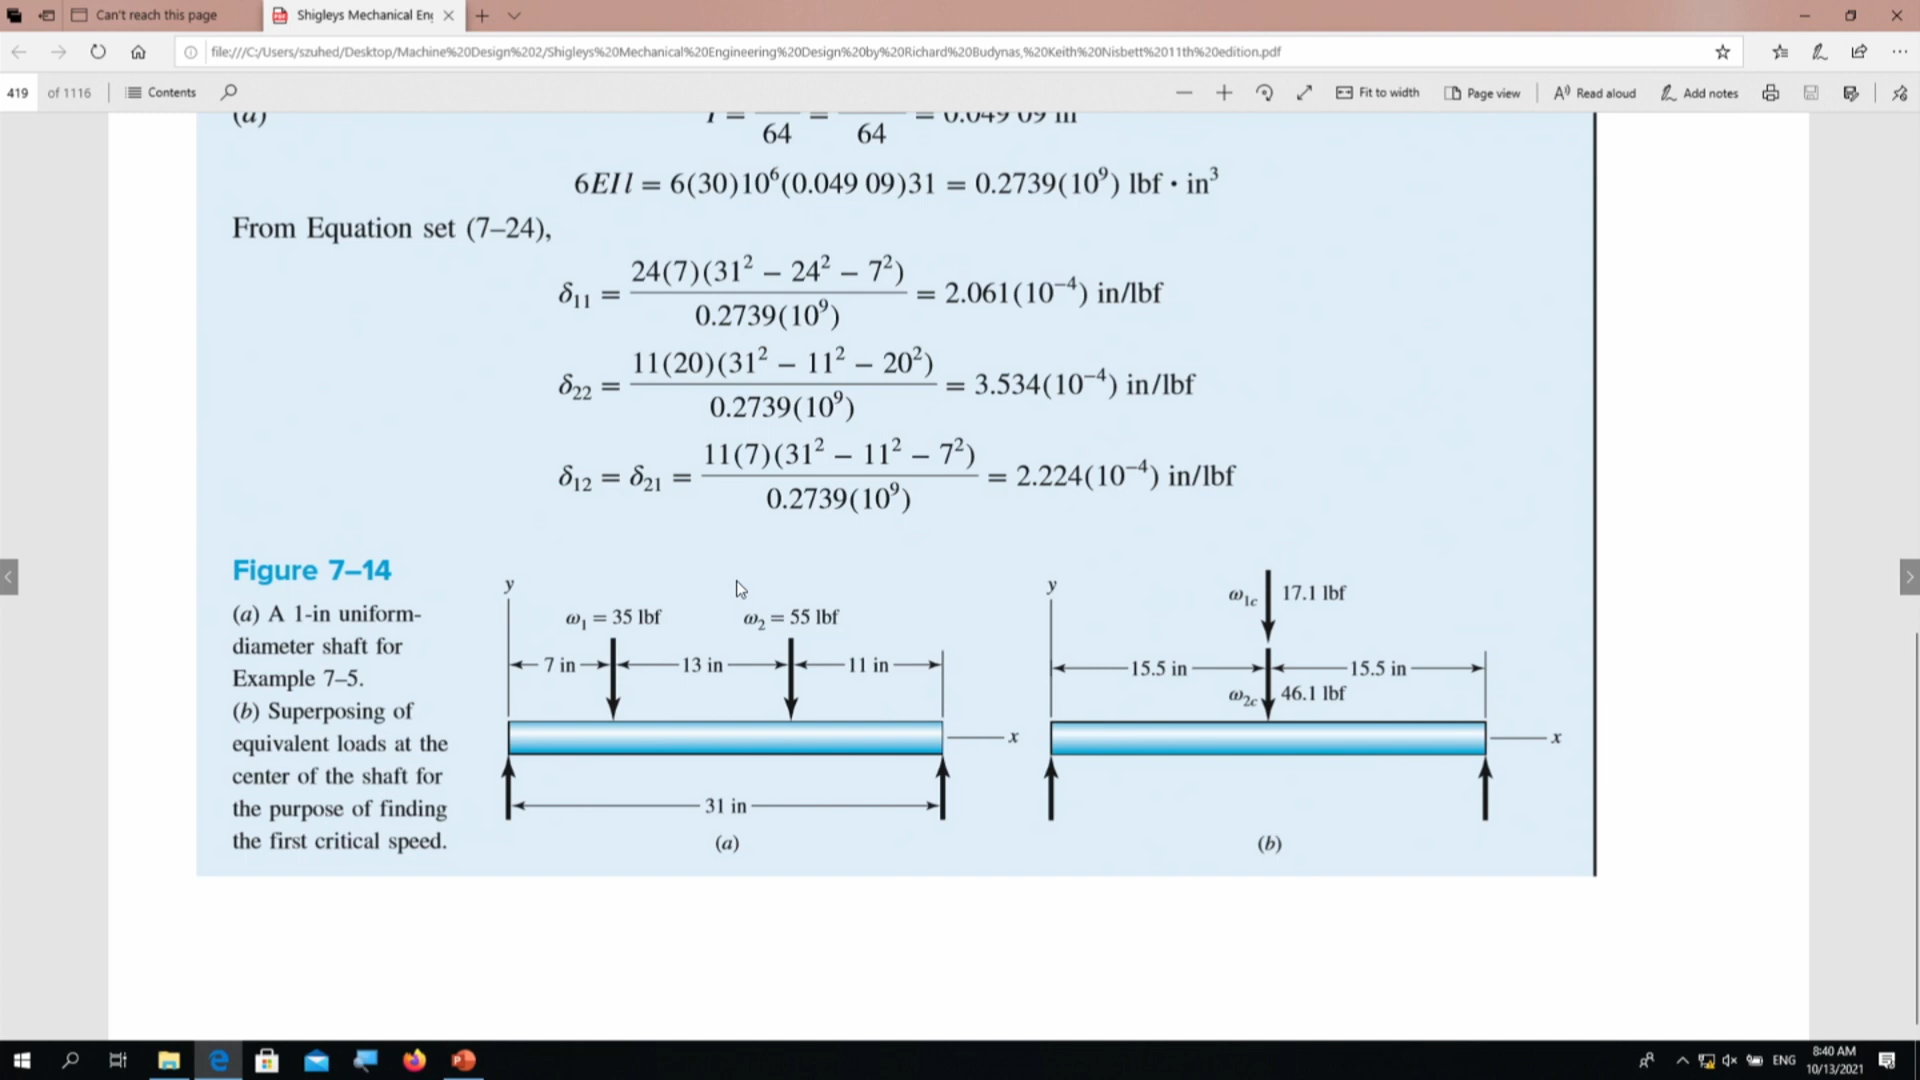 Can't reach this page
Shigleys Mechanical Eng
file:///C:/Users/szuhed/Desktop/Machine%20Design%202/Shigleys%20Mechanical%20Engineering%20Design%20by%20Richard%20Budynas,%20Keith%20Nisbett%2011th%20edition.pdf
419 of 1116 Contents Fit to width Page view Read aloud Add notes
(a) I = 64 = 64 = 0.049 09 in
6EIl = 6(30)10⁶(0.049 09)31 = 0.2739(10⁹) lbf · in³
From Equation set (7–24),
δ₁₁ = 24(7)(31² − 24² − 7²) / 0.2739(10⁹) = 2.061(10⁻⁴) in/lbf
δ₂₂ = 11(20)(31² − 11² − 20²) / 0.2739(10⁹) = 3.534(10⁻⁴) in/lbf
δ₁₂ = δ₂₁ = 11(7)(31² − 11² − 7²) / 0.2739(10⁹) = 2.224(10⁻⁴) in/lbf
Figure 7–14
(a) A 1-in uniform-
diameter shaft for
Example 7–5.
(b) Superposing of
equivalent loads at the
center of the shaft for
the purpose of finding
the first critical speed.
y
ω₁ = 35 lbf ω₂ = 55 lbf
7 in 13 in 11 in
x
31 in
(a)
y
ω1c 17.1 lbf
15.5 in 15.5 in
ω2c 46.1 lbf
x
(b)
ENG
8:40 AM
10/13/2021